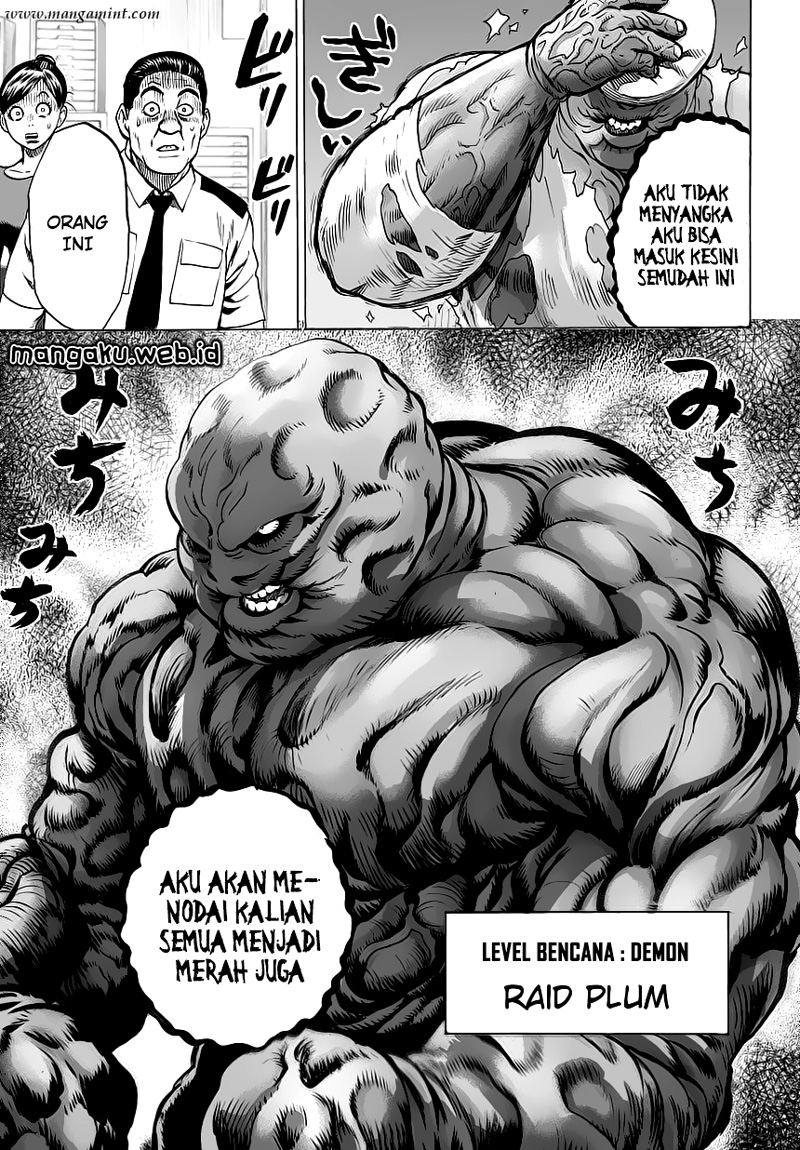 www.mangamint.com
ぎしぃ
AKU TIDAK
MENYANGKA
AKU BISA
MASUK KESINI
SEMUDAH INI
ビリ
ビリ
ORANG
INI
mangaku.web.id
みち
みち
みち
AKU AKAN ME-
NODAI KALIAN
SEMUA MENJADI
MERAH JUGA
LEVEL BENCANA : DEMON
RAID PLUM